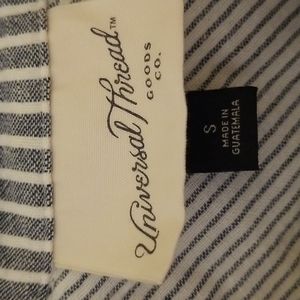 Universal Thread™
GOODS
CO.
S
MADE IN
GUATEMALA